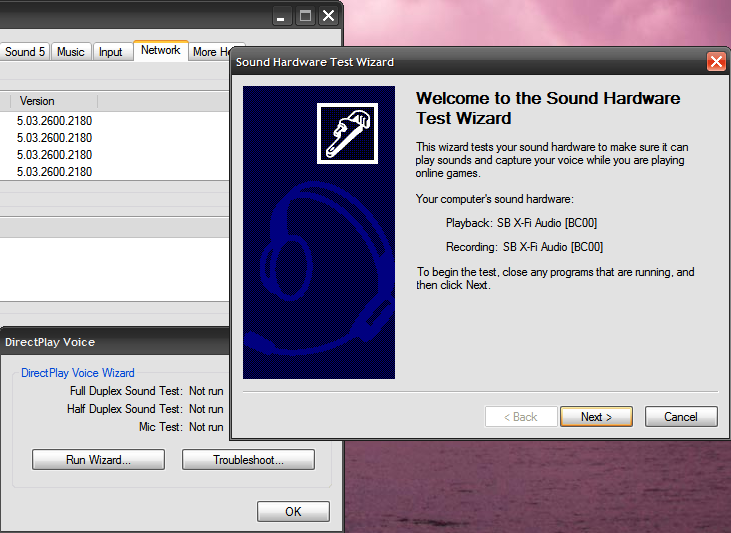 Sound 5 Music Input Network More He
Version
5.03.2600.2180
5.03.2600.2180
5.03.2600.2180
5.03.2600.2180
DirectPlay Voice
DirectPlay Voice Wizard
Full Duplex Sound Test: Not run
Half Duplex Sound Test: Not run
Mic Test: Not run
Run Wizard... Troubleshoot...
OK
Sound Hardware Test Wizard
Welcome to the Sound Hardware
Test Wizard
This wizard tests your sound hardware to make sure it can
play sounds and capture your voice while you are playing
online games.
Your computer's sound hardware:
Playback: SB X-Fi Audio [BC00]
Recording: SB X-Fi Audio [BC00]
To begin the test, close any programs that are running, and
then click Next.
< Back Next > Cancel